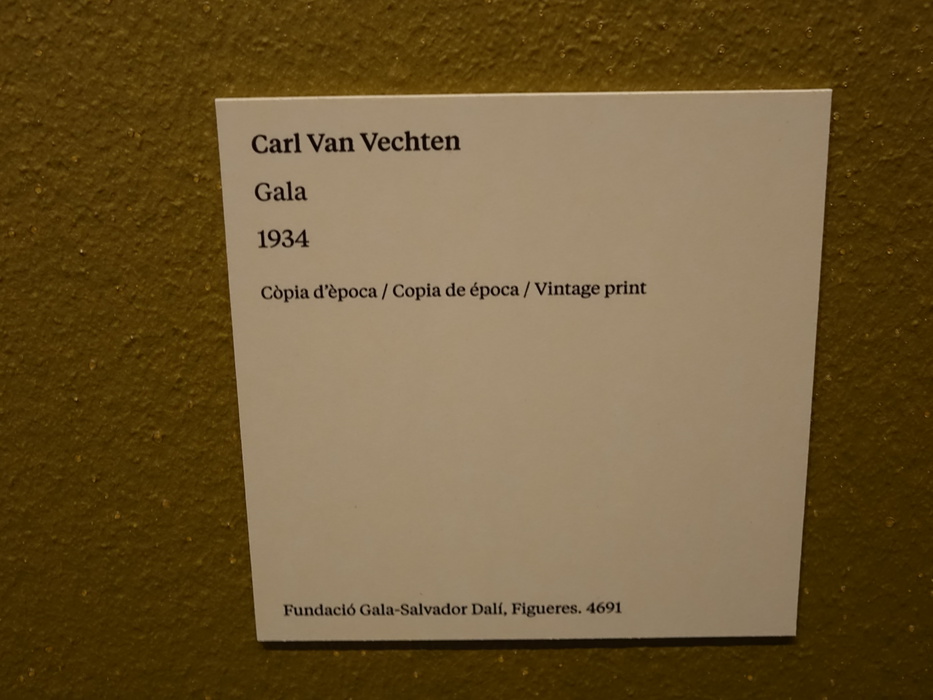 Carl Van Vechten
Gala
1934
Còpia d'època / Copia de época / Vintage print
Fundació Gala-Salvador Dalí, Figueres. 4691